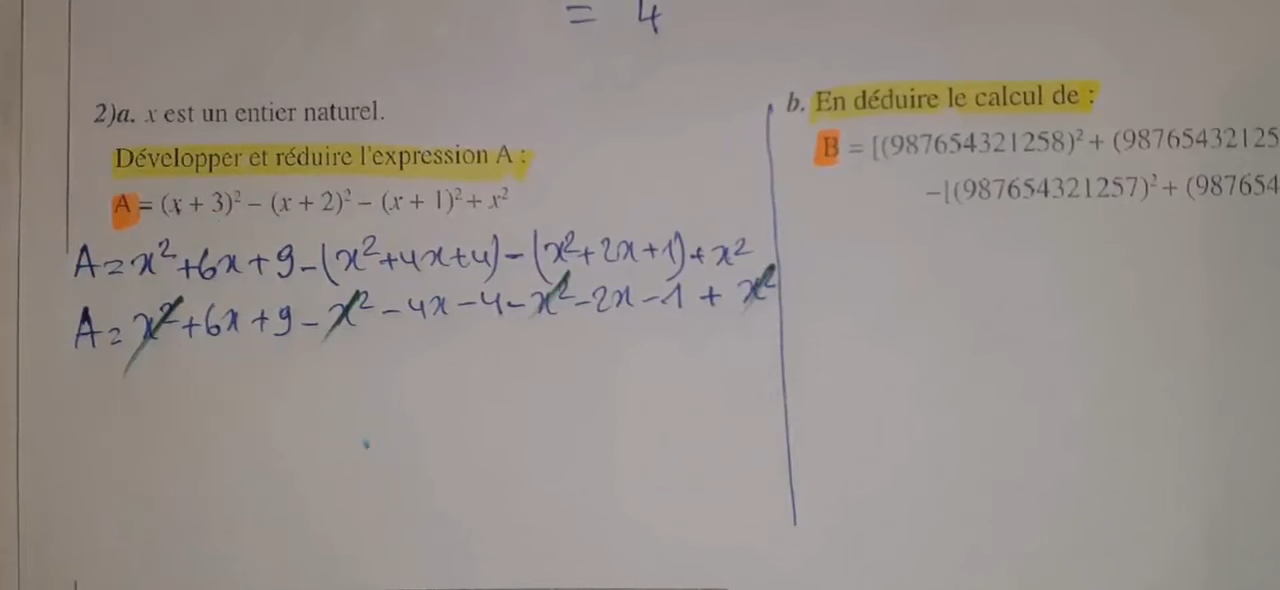 = 4
2)a. x est un entier naturel.
Développer et réduire l'expression A :
A = (x + 3)² − (x + 2)² − (x + 1)² + x²
A = x² + 6x + 9 - (x² + 4x + 4) - (x² + 2x + 1) + x²
A = x² + 6x + 9 - x² - 4x - 4 - x² - 2x - 1 + x²
b. En déduire le calcul de :
B = [(987654321258)² + (98765432125
−[(987654321257)² + (987654